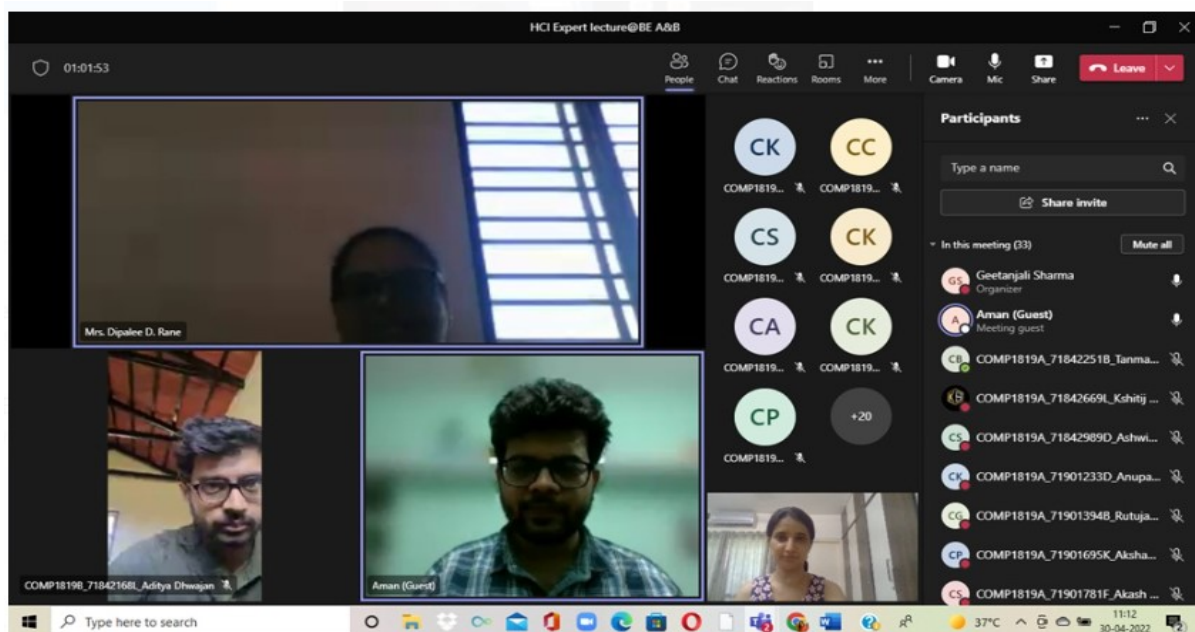 HCI Expert lecture@BE A&B
01:01:53
People Chat Reactions Rooms More Camera Mic Share Leave
Mrs. Dipalee D. Rane
COMP1819B_71842168L_Aditya Dhwajan
Aman (Guest)
CK CC
COMP1819... COMP1819...
CS CK
COMP1819... COMP1819...
CA CK
COMP1819... COMP1819...
CP +20
COMP1819...
Participants
Type a name
Share invite
In this meeting (33) Mute all
GS Geetanjali Sharma
Organizer
A Aman (Guest)
Meeting guest
CB COMP1819A_71842251B_Tanma...
COMP1819A_71842669L_Kshitij ...
CS COMP1819A_71842989D_Ashwi...
CK COMP1819A_71901233D_Anupa...
CG COMP1819A_71901394B_Rutuja...
CP COMP1819A_71901695K_Aksha...
CS COMP1819A_71901781F_Akash ...
Type here to search
37°C
11:12
30-04-2022